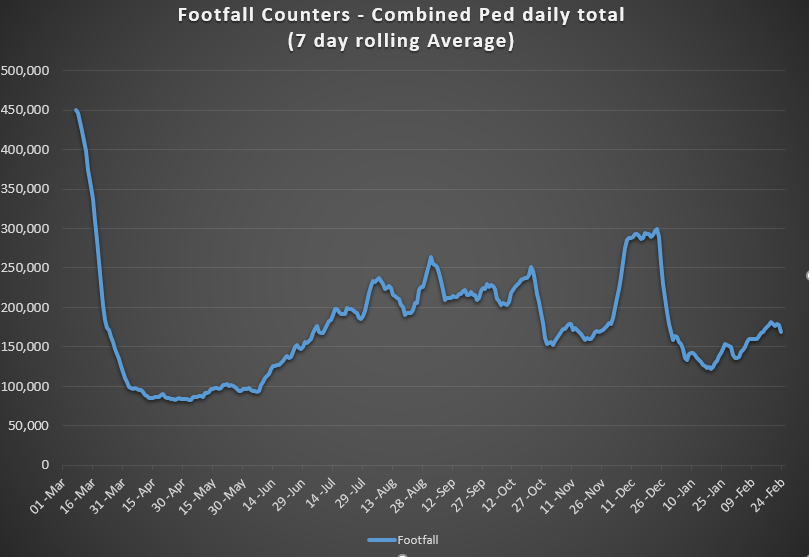 Footfall Counters - Combined Ped daily total
(7 day rolling Average)
500,000
450,000
400,000
350,000
300,000
250,000
200,000
150,000
100,000
50,000
0
01 -Mar
16 -Mar
31 -Mar
15 -Apr
30 -Apr
15 -May
30 -May
14 -Jun
29 -Jun
14 -Jul
29 -Jul
13 -Aug
28 -Aug
12 -Sep
27 -Sep
12 -Oct
27 -Oct
11 -Nov
26 -Nov
11 -Dec
26 -Dec
10 -Jan
25 -Jan
09 -Feb
24 -Feb
Footfall